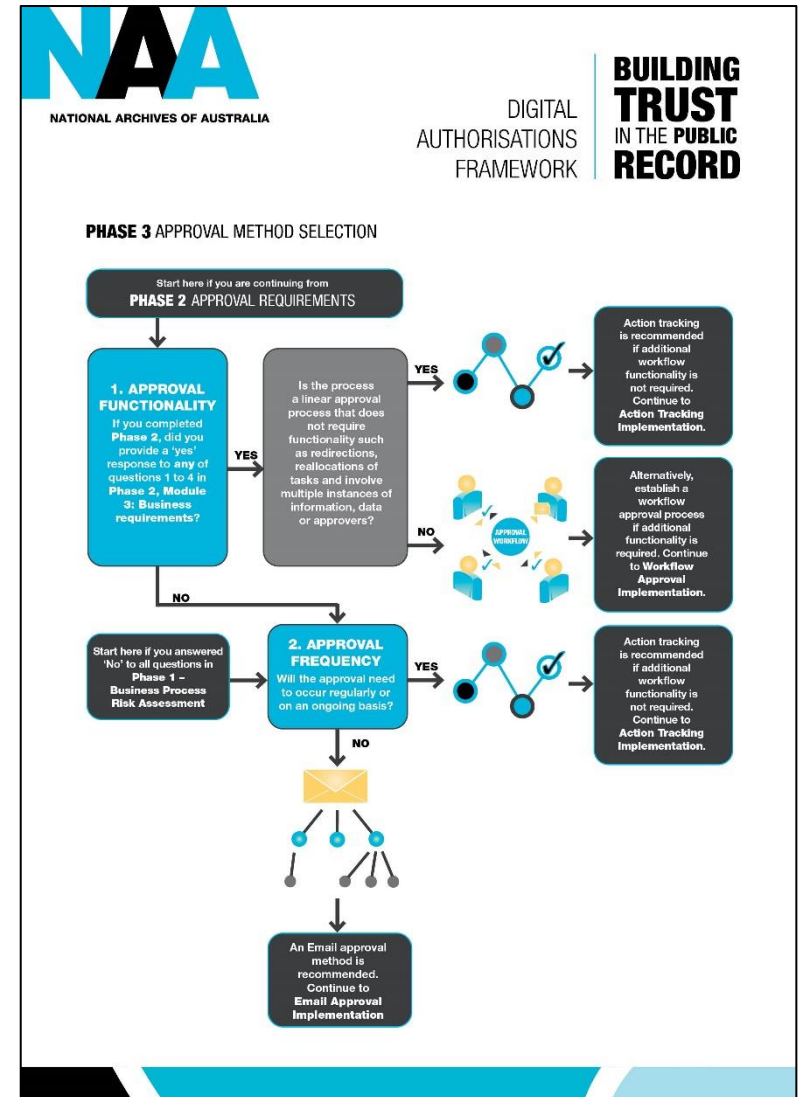 NAA
NATIONAL ARCHIVES OF AUSTRALIA
DIGITAL
AUTHORISATIONS
FRAMEWORK
BUILDING
TRUST
IN THE PUBLIC
RECORD
PHASE 3 APPROVAL METHOD SELECTION
Start here if you are continuing from
PHASE 2 APPROVAL REQUIREMENTS
1. APPROVAL
FUNCTIONALITY
If you completed
Phase 2, did you
provide a ‘yes’
response to any of
questions 1 to 4 in
Phase 2, Module
3: Business
requirements?
YES
Is the process
a linear approval
process that does
not require
functionality such
as redirections,
reallocations of
tasks and involve
multiple instances of
information, data
or approvers?
YES
Action tracking
is recommended
if additional
workflow
functionality is
not required.
Continue to
Action Tracking
Implementation.
NO
APPROVAL
WORKFLOW
Alternatively,
establish a
workflow
approval process
if additional
functionality is
required. Continue
to Workflow
Approval
Implementation.
NO
Start here if you answered
‘No’ to all questions in
Phase 1 –
Business Process
Risk Assessment
2. APPROVAL
FREQUENCY
Will the approval need
to occur regularly or
on an ongoing basis?
YES
Action tracking
is recommended
if additional
workflow
functionality is
not required.
Continue to
Action Tracking
Implementation.
NO
An Email approval
method is
recommended.
Continue to
Email Approval
Implementation